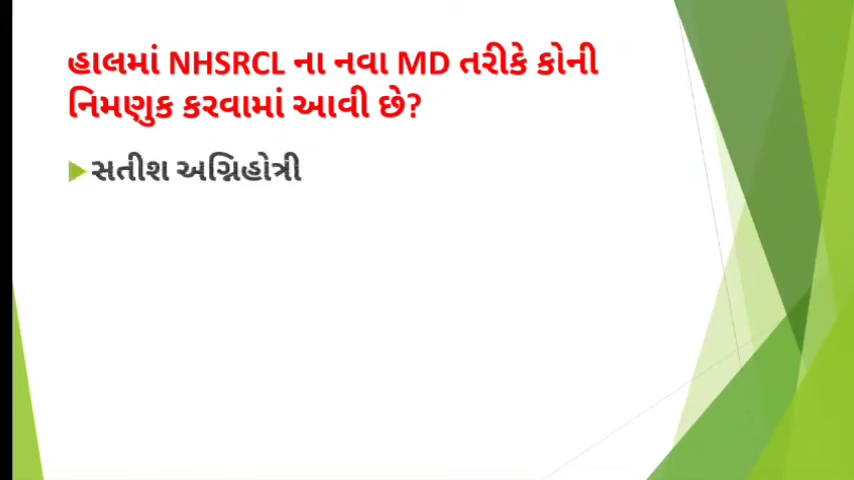 હાલમાં NHSRCL ના નવા MD તરીકે કોની
નિમણુક કરવામાં આવી છે?
સતીશ અગ્નિહોત્રી